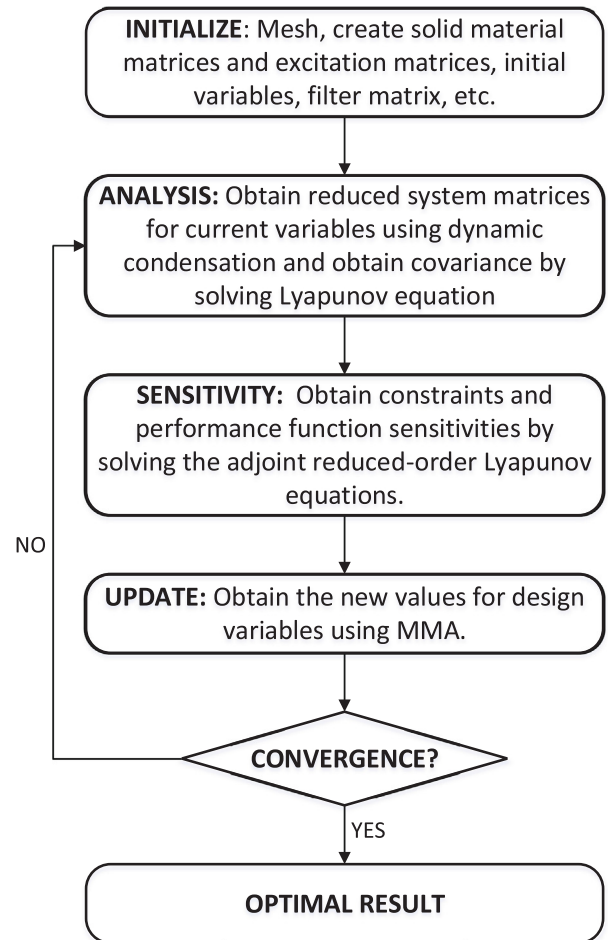 INITIALIZE: Mesh, create solid material
matrices and excitation matrices, initial
variables, filter matrix, etc.
ANALYSIS: Obtain reduced system matrices
for current variables using dynamic
condensation and obtain covariance by
solving Lyapunov equation
SENSITIVITY: Obtain constraints and
performance function sensitivities by
solving the adjoint reduced-order Lyapunov
equations.
NO
UPDATE: Obtain the new values for design
variables using MMA.
CONVERGENCE?
YES
OPTIMAL RESULT